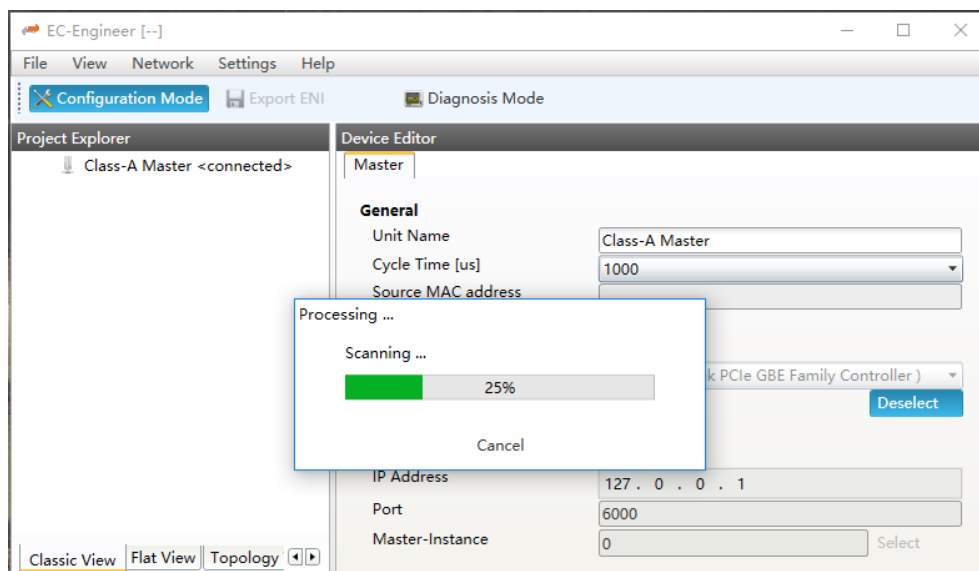 EC-Engineer [--]
File View Network Settings Help
Configuration Mode Export ENI Diagnosis Mode
Project Explorer
Class-A Master <connected>
Classic View Flat View Topology
Device Editor
Master
General
Unit Name Class-A Master
Cycle Time [us] 1000
Source MAC address
Processing ...
Scanning ...
25%
Cancel
PCIe GBE Family Controller )
Deselect
IP Address 127 . 0 . 0 . 1
Port 6000
Master-Instance 0 Select